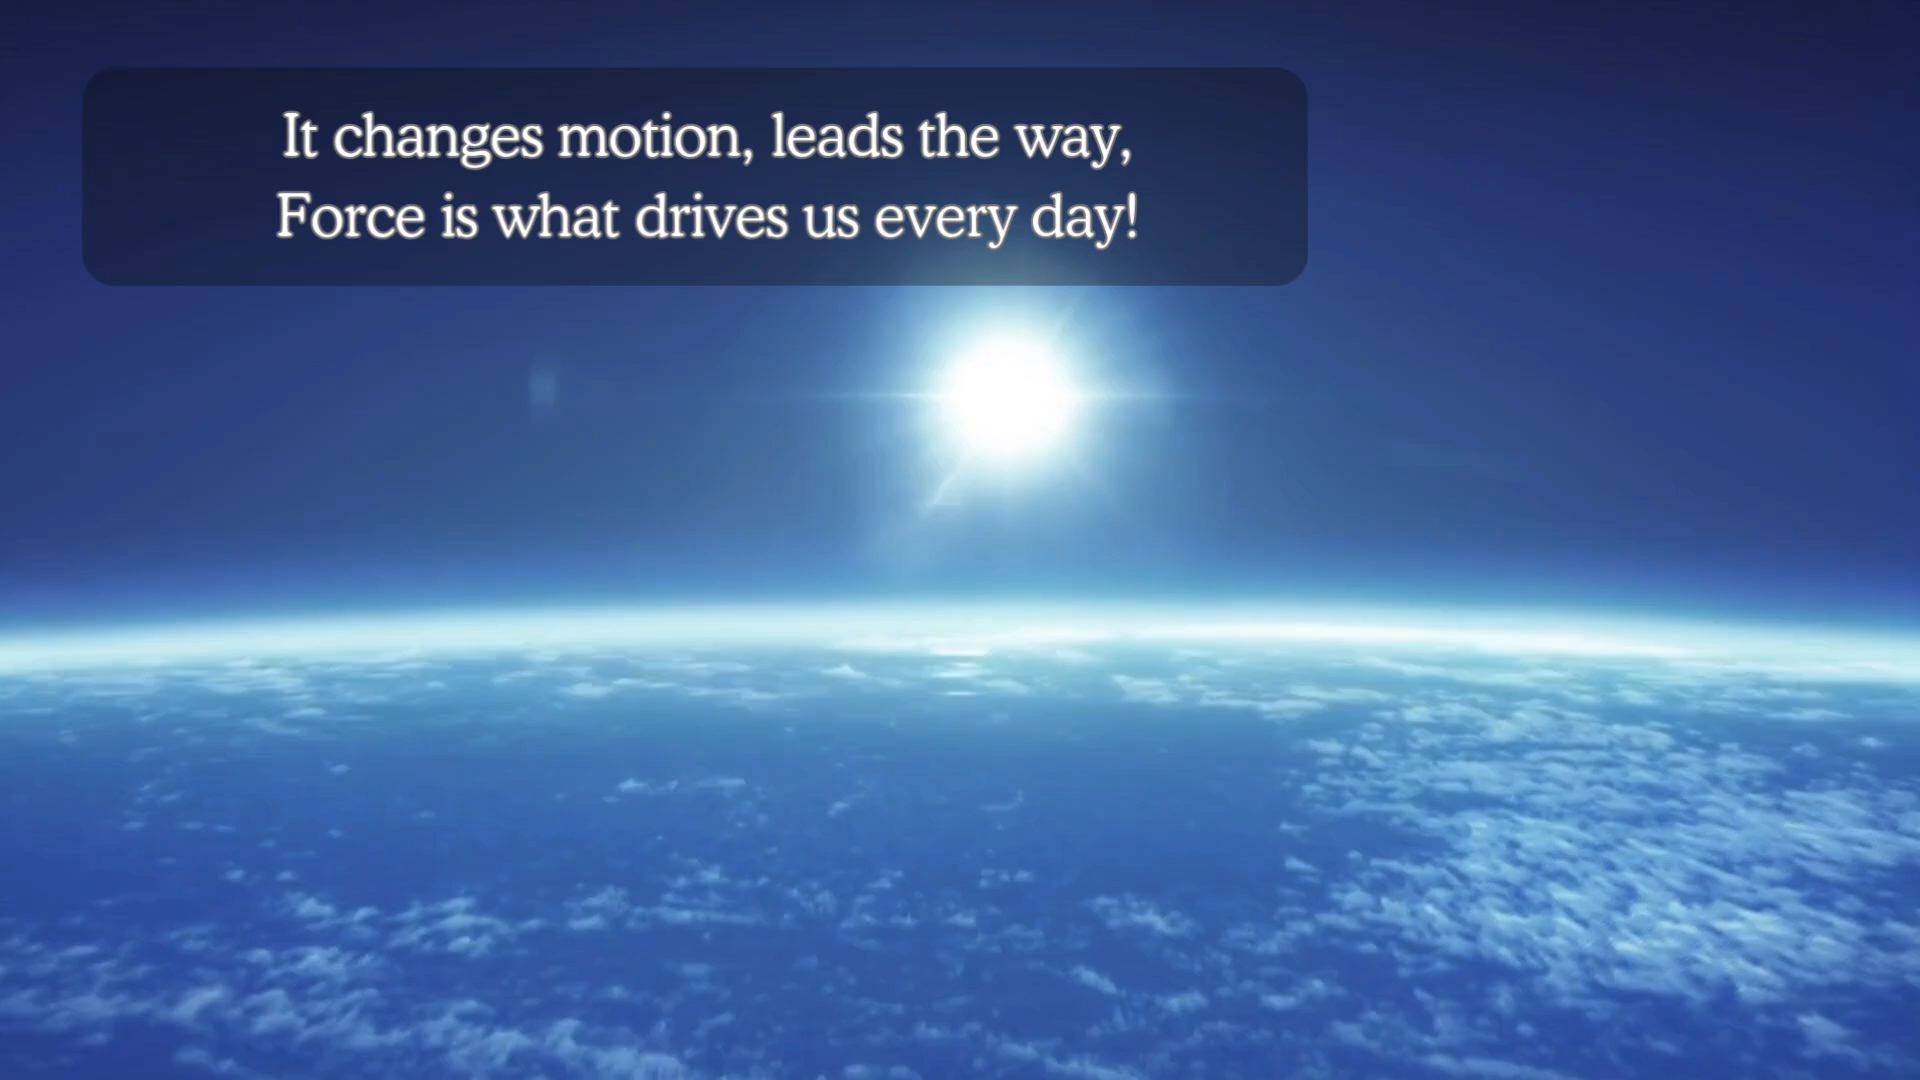 It changes motion, leads the way,
Force is what drives us every day!